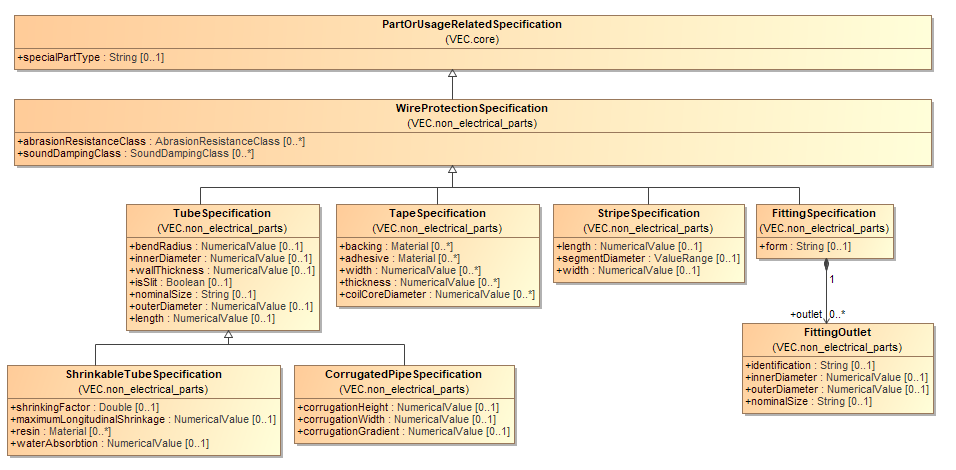 PartOrUsageRelatedSpecification
(VEC.core)
+specialPartType : String [0..1]
WireProtectionSpecification
(VEC.non_electrical_parts)
+abrasionResistanceClass : AbrasionResistanceClass [0..*]
+soundDampingClass : SoundDampingClass [0..*]
TubeSpecification
(VEC.non_electrical_parts)
+bendRadius : NumericalValue [0..1]
+innerDiameter : NumericalValue [0..1]
+wallThickness : NumericalValue [0..1]
+isSlit : Boolean [0..1]
+nominalSize : String [0..1]
+outerDiameter : NumericalValue [0..1]
+length : NumericalValue [0..1]
TapeSpecification
(VEC.non_electrical_parts)
+backing : Material [0..*]
+adhesive : Material [0..*]
+width : NumericalValue [0..*]
+thickness : NumericalValue [0..*]
+coilCoreDiameter : NumericalValue [0..*]
StripeSpecification
(VEC.non_electrical_parts)
+length : NumericalValue [0..1]
+segmentDiameter : ValueRange [0..1]
+width : NumericalValue [0..1]
FittingSpecification
(VEC.non_electrical_parts)
+form : String [0..1]
1
+outlet 0..*
FittingOutlet
(VEC.non_electrical_parts)
+identification : String [0..1]
+innerDiameter : NumericalValue [0..1]
+outerDiameter : NumericalValue [0..1]
+nominalSize : String [0..1]
ShrinkableTubeSpecification
(VEC.non_electrical_parts)
+shrinkingFactor : Double [0..1]
+maximumLongitudinalShrinkage : NumericalValue [0..1]
+resin : Material [0..*]
+waterAbsorbtion : NumericalValue [0..1]
CorrugatedPipeSpecification
(VEC.non_electrical_parts)
+corrugationHeight : NumericalValue [0..1]
+corrugationWidth : NumericalValue [0..1]
+corrugationGradient : NumericalValue [0..1]